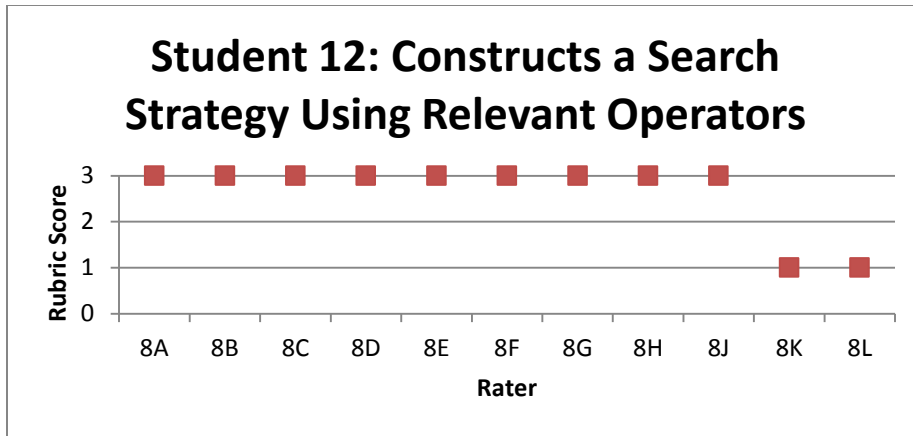 Student 12: Constructs a Search
Strategy Using Relevant Operators
Rubric Score
3
2
1
0
8A 8B 8C 8D 8E 8F 8G 8H 8J 8K 8L
Rater